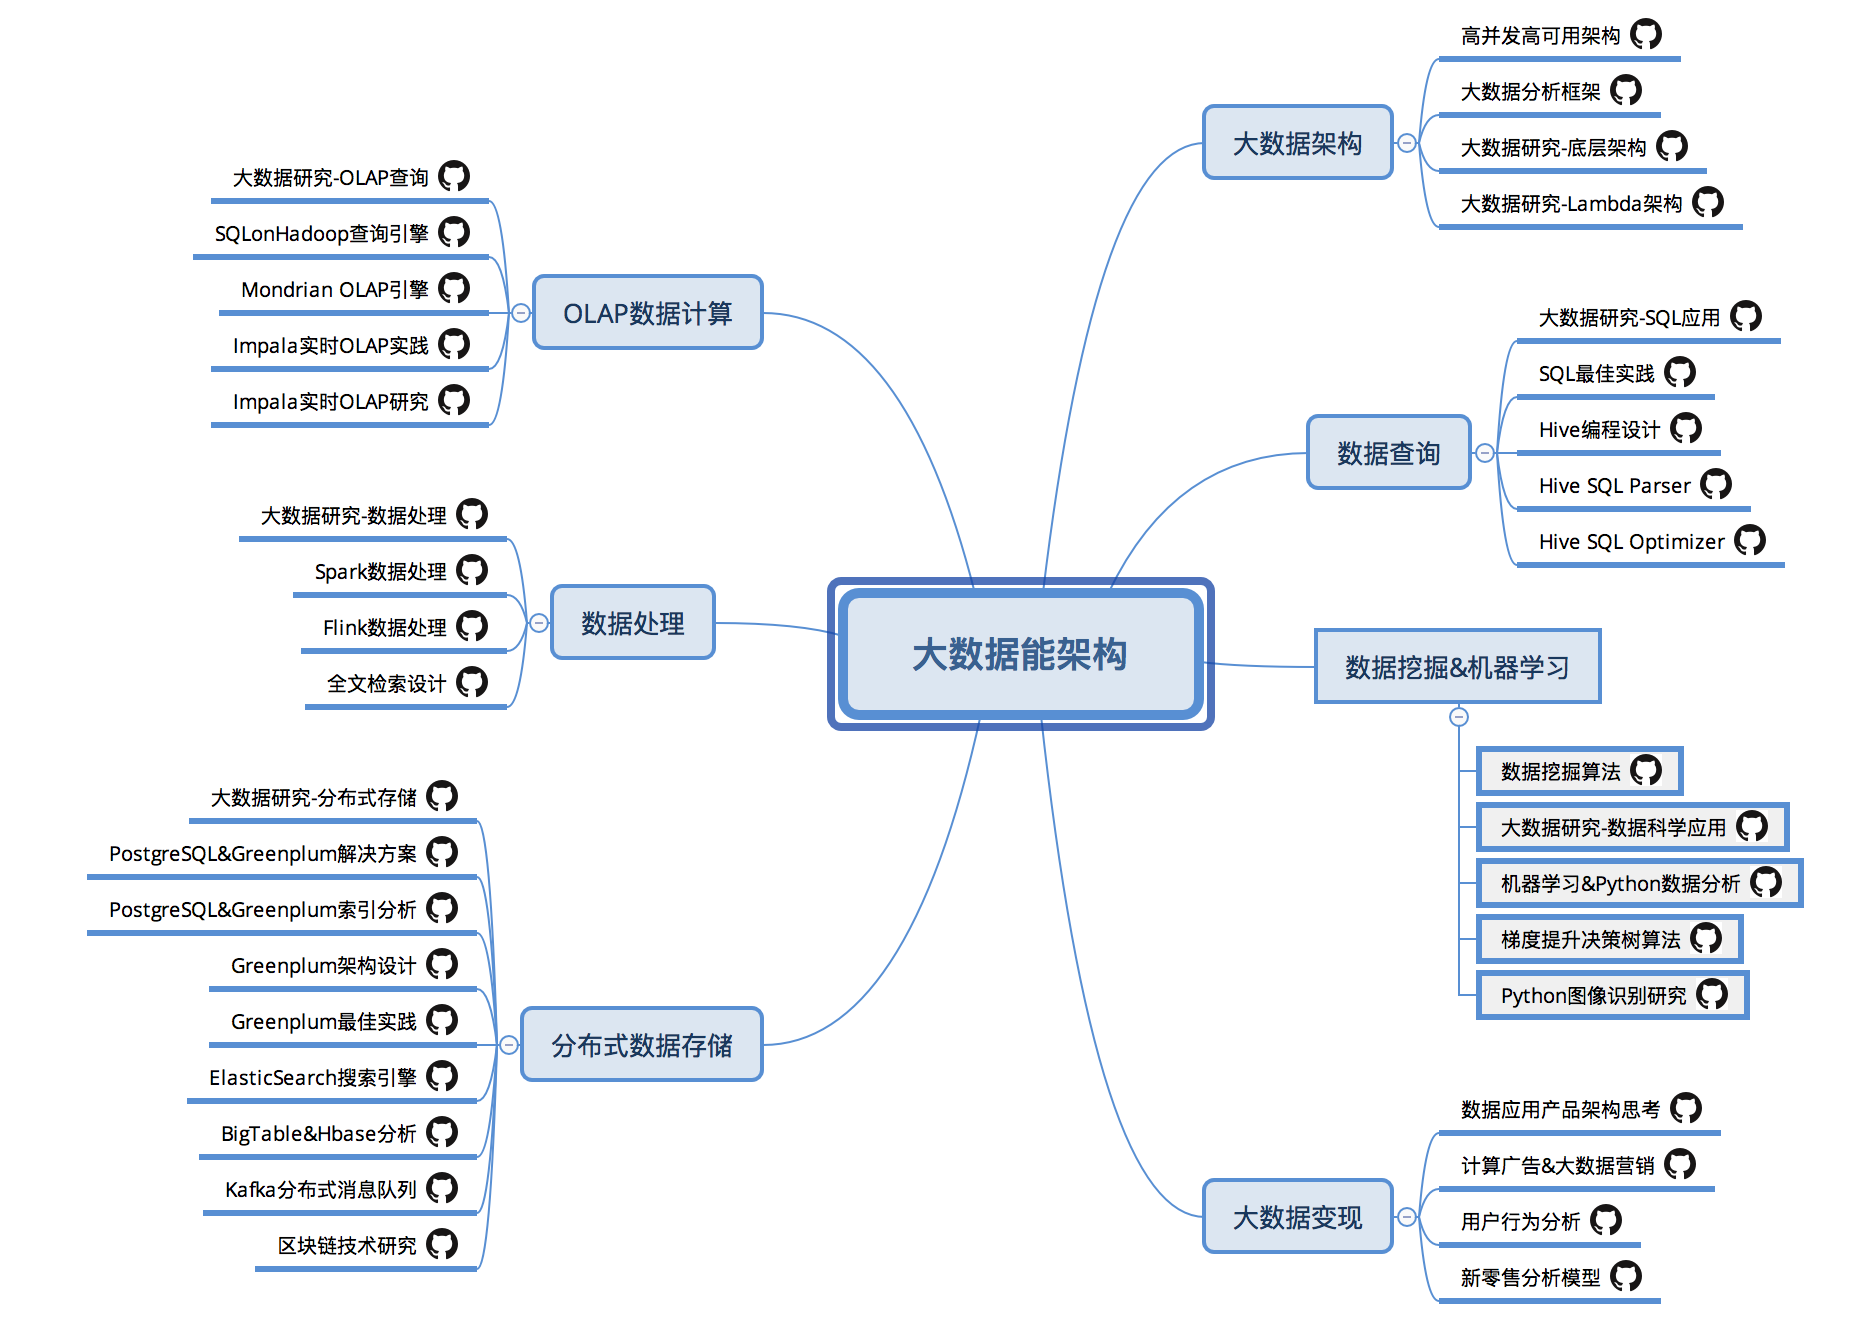 大数据能架构
大数据架构
高并发高可用架构
大数据分析框架
大数据研究-底层架构
大数据研究-Lambda架构
数据查询
大数据研究-SQL应用
SQL最佳实践
Hive编程设计
Hive SQL Parser
Hive SQL Optimizer
数据挖掘&机器学习
数据挖掘算法
大数据研究-数据科学应用
机器学习&Python数据分析
梯度提升决策树算法
Python图像识别研究
大数据变现
数据应用产品架构思考
计算广告&大数据营销
用户行为分析
新零售分析模型
OLAP数据计算
大数据研究-OLAP查询
SQLonHadoop查询引擎
Mondrian OLAP引擎
Impala实时OLAP实践
Impala实时OLAP研究
数据处理
大数据研究-数据处理
Spark数据处理
Flink数据处理
全文检索设计
分布式数据存储
大数据研究-分布式存储
PostgreSQL&Greenplum解决方案
PostgreSQL&Greenplum索引分析
Greenplum架构设计
Greenplum最佳实践
ElasticSearch搜索引擎
BigTable&Hbase分析
Kafka分布式消息队列
区块链技术研究